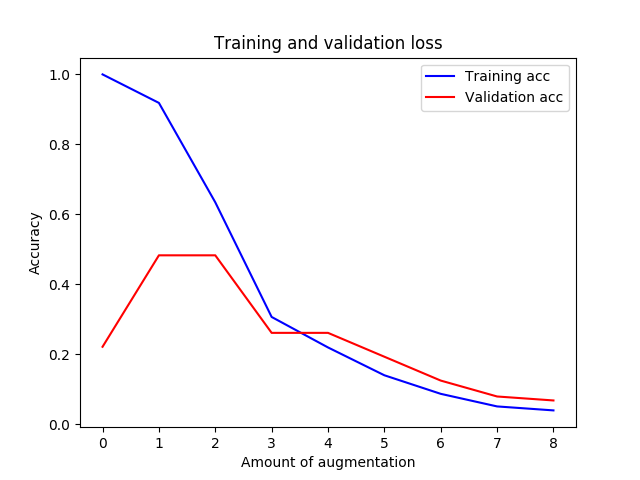 Training and validation loss
Training acc
Validation acc
1.0
0.8
0.6
0.4
0.2
0.0
Accuracy
0 1 2 3 4 5 6 7 8
Amount of augmentation